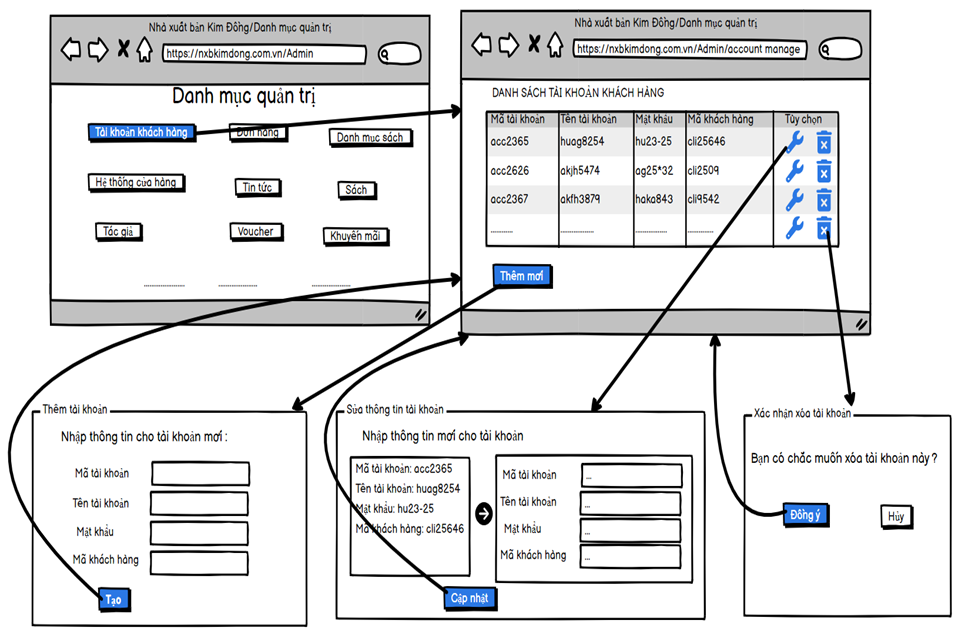 Nhà xuất bản Kim Đồng/Danh mục quản trị
https://nxbkimdong.com.vn/Admin
Danh mục quản trị
Tài khoản khách hàng
Đơn hàng
Danh mục sách
Hệ thống cửa hàng
Tin tức
Sách
Tác giả
Voucher
Khuyến mãi
Nhà xuất bản Kim Đồng/Danh mục quản trị
https://nxbkimdong.com.vn/Admin/account manage
DANH SÁCH TÀI KHOẢN KHÁCH HÀNG
Mã tài khoản Tên tài khoản Mật khẩu Mã khách hàng Tùy chọn
acc2365 huag8254 hu23-25 cli25646
acc2626 akjh5474 ag25*32 cli2509
acc2367 akfh3879 haka843 cli9542
Thêm mới
Thêm tài khoản
Nhập thông tin cho tài khoản mới :
Mã tài khoản
Tên tài khoản
Mật khẩu
Mã khách hàng
Tạo
Sửa thông tin tài khoản
Nhập thông tin mới cho tài khoản
Mã tài khoản: acc2365
Tên tài khoản: huag8254
Mật khẩu: hu23-25
Mã khách hàng: cli25646
Mã tài khoản ...
Tên tài khoản ...
Mật khẩu ...
Mã khách hàng ...
Cập nhật
Xác nhận xóa tài khoản
Bạn có chắc muốn xóa tài khoản này ?
Đồng ý
Hủy